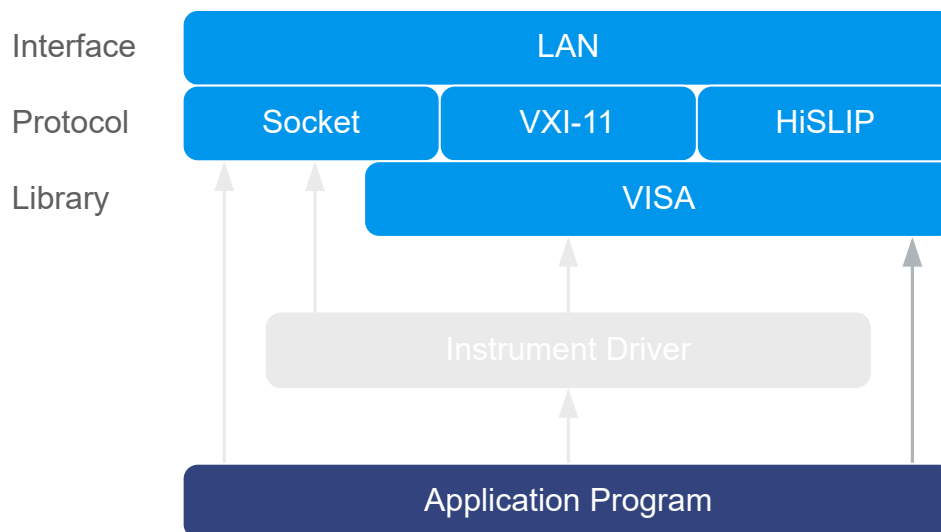 Interface
LAN
Protocol
Socket
VXI-11
HiSLIP
Library
VISA
Instrument Driver
Application Program